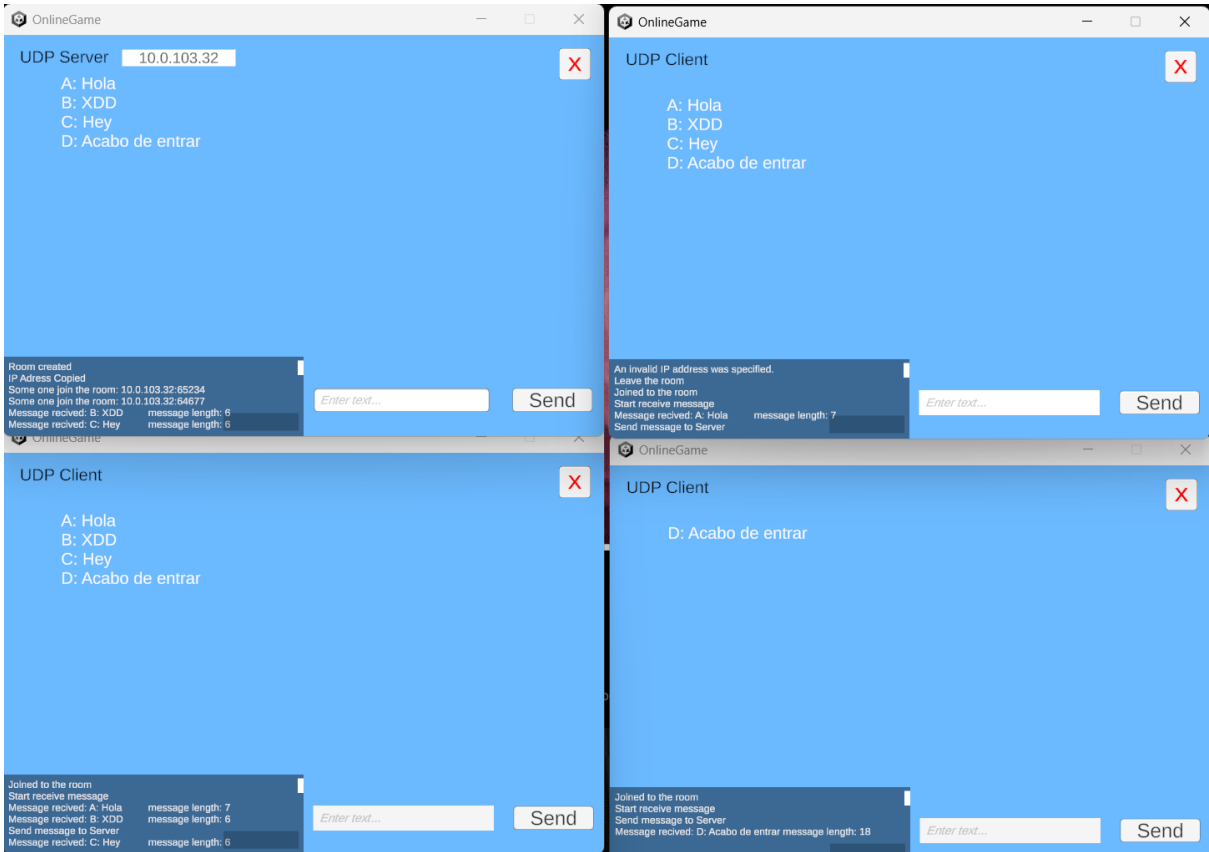 OnlineGame
UDP Server 10.0.103.32
X
A: Hola
B: XDD
C: Hey
D: Acabo de entrar
Room created
IP Adress Copied
Some one join the room: 10.0.103.32:65234
Some one join the room: 10.0.103.32:64677
Message recived: B: XDD message length: 6
Message recived: C: Hey message length: 6
Enter text...
Send
OnlineGame
UDP Client
X
A: Hola
B: XDD
C: Hey
D: Acabo de entrar
An invalid IP address was specified.
Leave the room
Joined to the room
Start receive message
Message recived: A: Hola message length: 7
Send message to Server
Enter text...
Send
OnlineGame
UDP Client
X
A: Hola
B: XDD
C: Hey
D: Acabo de entrar
Joined to the room
Start receive message
Message recived: A: Hola message length: 7
Message recived: B: XDD message length: 6
Send message to Server
Message recived: C: Hey message length: 6
Enter text...
Send
OnlineGame
UDP Client
X
D: Acabo de entrar
Joined to the room
Start receive message
Send message to Server
Message recived: D: Acabo de entrar message length: 18
Enter text...
Send